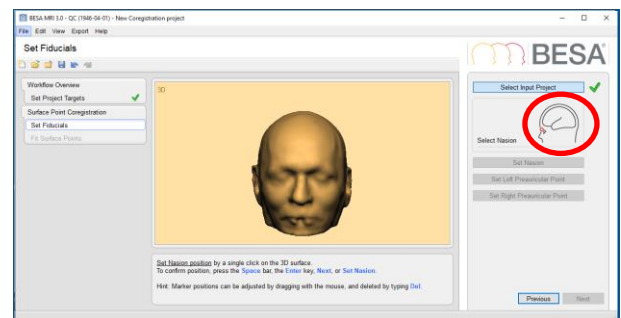 BESA MRI 3.0 - QC (1946-04-01) - New Coregistration project
File Edit View Export Help
Set Fiducials
BESA
Workflow Overview
Set Project Targets
Surface Point Coregistration
Set Fiducials
Fit Surface Points
3D
Set Nasion position by a single click on the 3D surface.
To confirm position, press the Space bar, the Enter key, Next, or Set Nasion.
Hint: Marker positions can be adjusted by dragging with the mouse, and deleted by typing Del.
Select Input Project
Select Nasion
Set Nasion
Set Left Preauricular Point
Set Right Preauricular Point
Previous Next